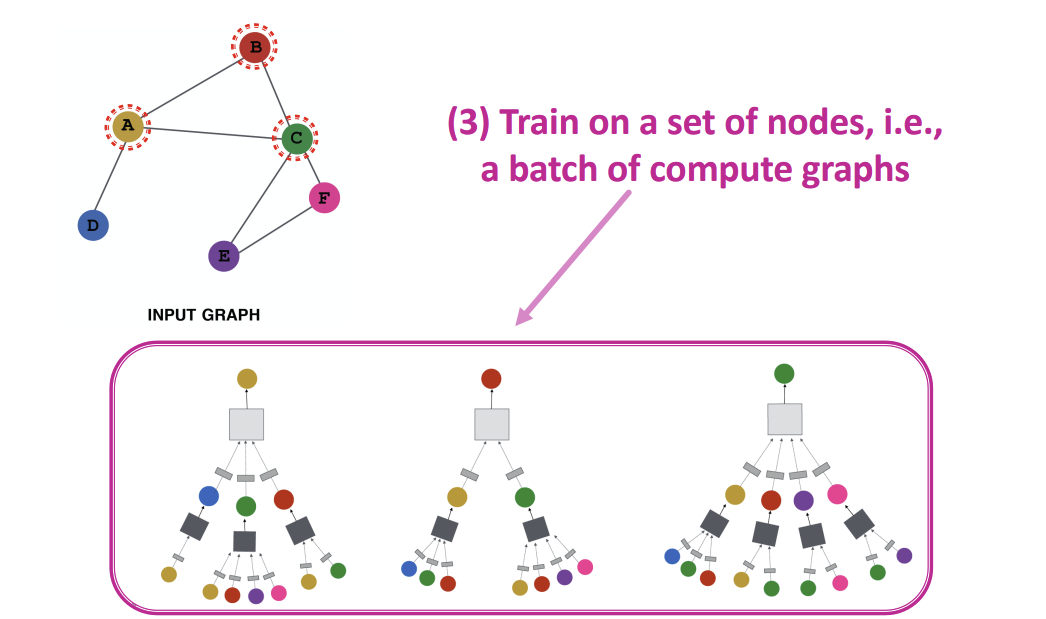 B
A
C
F
D
E
INPUT GRAPH
(3) Train on a set of nodes, i.e.,
a batch of compute graphs